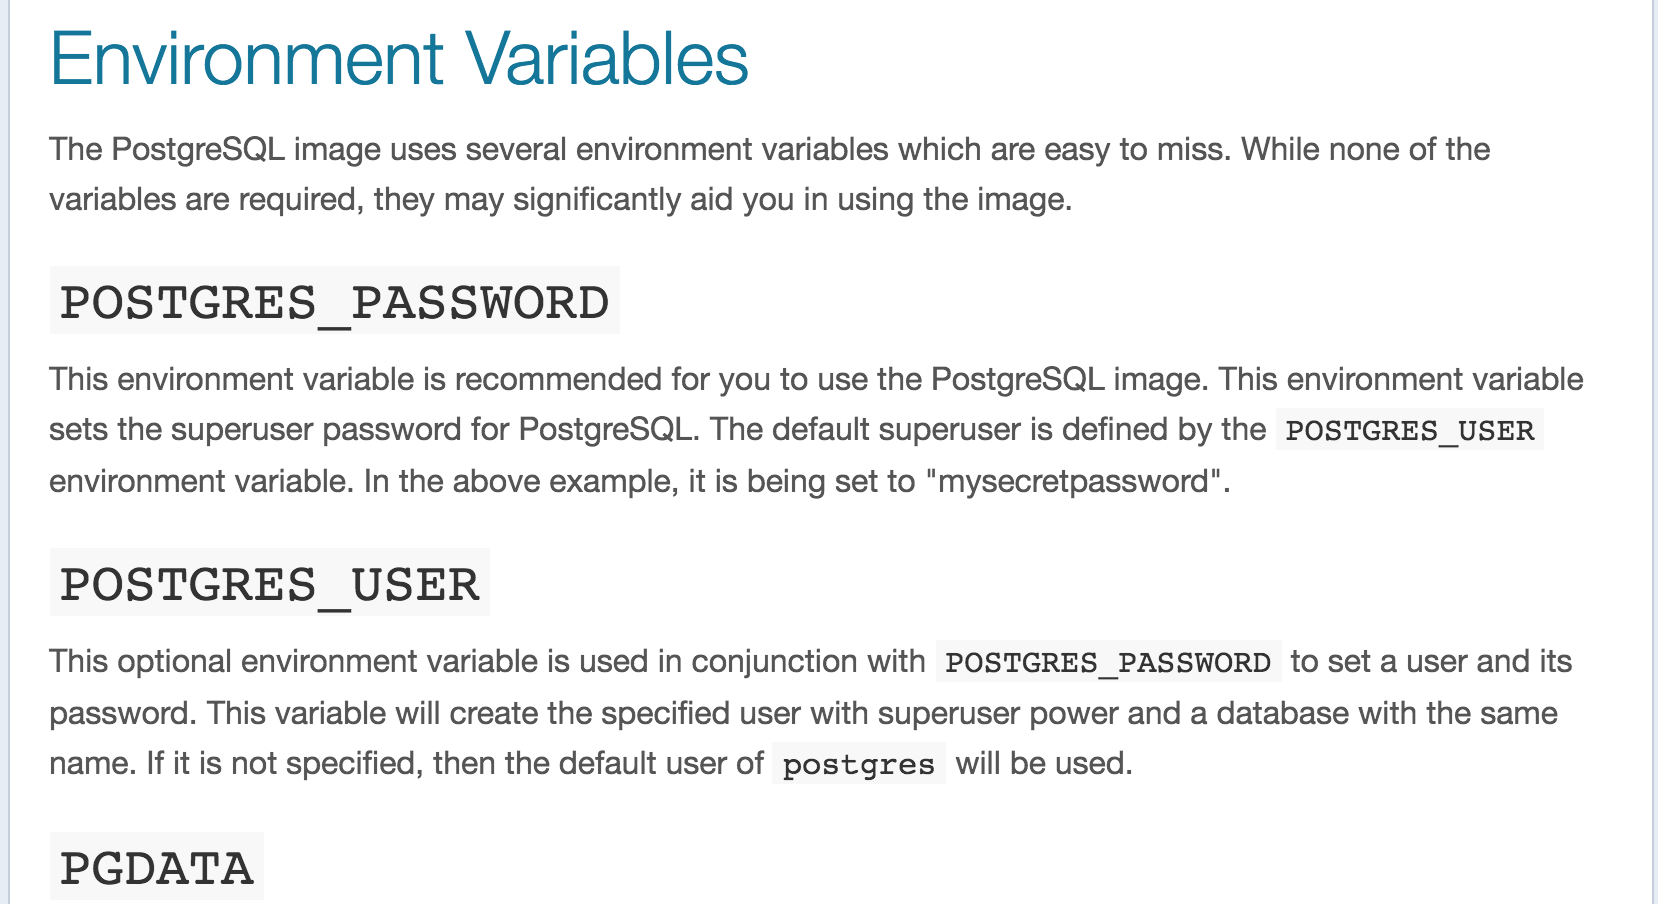 Environment Variables
The PostgreSQL image uses several environment variables which are easy to miss. While none of the
variables are required, they may significantly aid you in using the image.
POSTGRES_PASSWORD
This environment variable is recommended for you to use the PostgreSQL image. This environment variable
sets the superuser password for PostgreSQL. The default superuser is defined by the POSTGRES_USER
environment variable. In the above example, it is being set to "mysecretpassword".
POSTGRES_USER
This optional environment variable is used in conjunction with POSTGRES_PASSWORD to set a user and its
password. This variable will create the specified user with superuser power and a database with the same
name. If it is not specified, then the default user of postgres will be used.
PGDATA